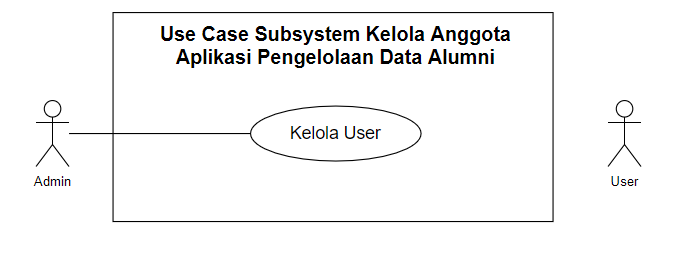 Use Case Subsystem Kelola Anggota
Aplikasi Pengelolaan Data Alumni
Kelola User
Admin
User